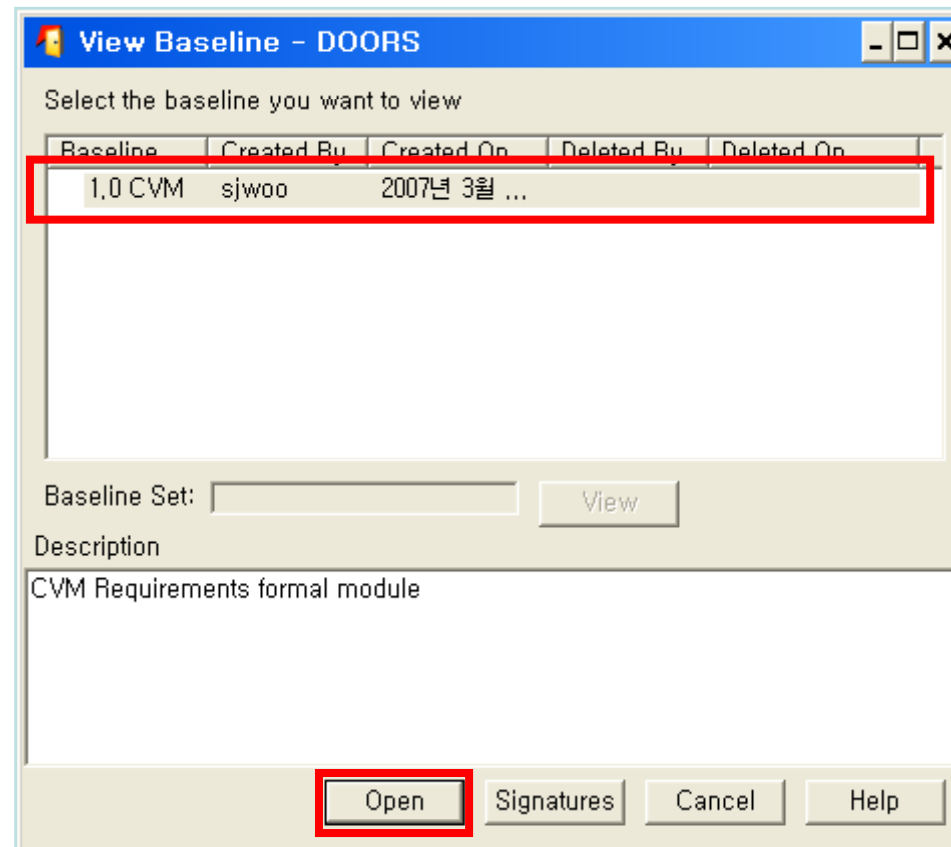 View Baseline - DOORS
Select the baseline you want to view
Baseline Created By Created On Deleted By Deleted On
1,0 CVM sjwoo 2007년 3월 ...
Baseline Set: View
Description
CVM Requirements formal module
Open Signatures Cancel Help